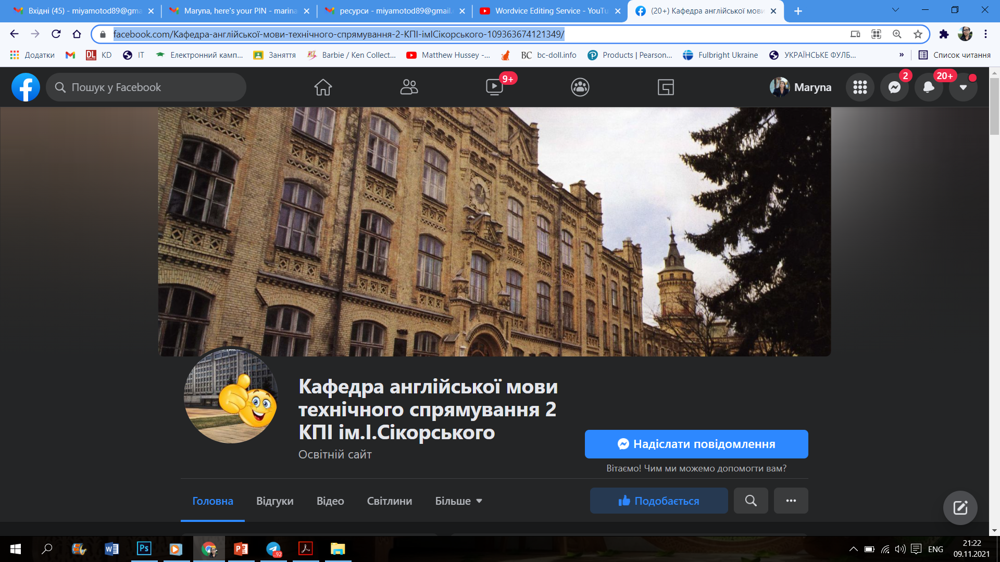 Вхідні (45) - miyamotod89@gma
Maryna, here's your PIN - marina
ресурси - miyamotod89@gmail.
Wordvice Editing Service - YouTu
(20+) Кафедра англійської мови
facebook.com/Кафедра-англійської-мови-технічного-спрямування-2-КПІ-імІСікорського-109363674121349/
Додатки
KD
IT
Електронний камп...
Заняття
Barbie / Ken Collect...
Matthew Hussey -...
BC bc-doll.info
Products | Pearson...
Fulbright Ukraine
УКРАЇНСЬКЕ ФУЛБ...
»
Список читання
Пошук у Facebook
9+
Maryna
2
20+
Кафедра англійської мови
технічного спрямування 2
КПІ ім.І.Сікорського
Освітній сайт
Надіслати повідомлення
Вітаємо! Чим ми можемо допомогти вам?
Головна
Відгуки
Відео
Світлини
Більше
Подобається
ENG
21:22
09.11.2021